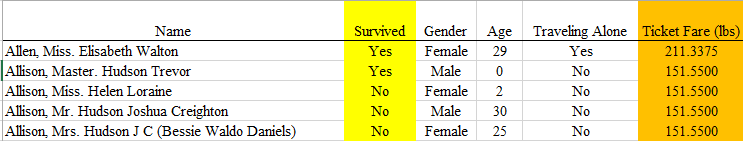 Name Survived Gender Age Traveling Alone Ticket Fare (lbs)
Allen, Miss. Elisabeth Walton Yes Female 29 Yes 211.3375
Allison, Master. Hudson Trevor Yes Male 0 No 151.5500
Allison, Miss. Helen Loraine No Female 2 No 151.5500
Allison, Mr. Hudson Joshua Creighton No Male 30 No 151.5500
Allison, Mrs. Hudson J C (Bessie Waldo Daniels) No Female 25 No 151.5500